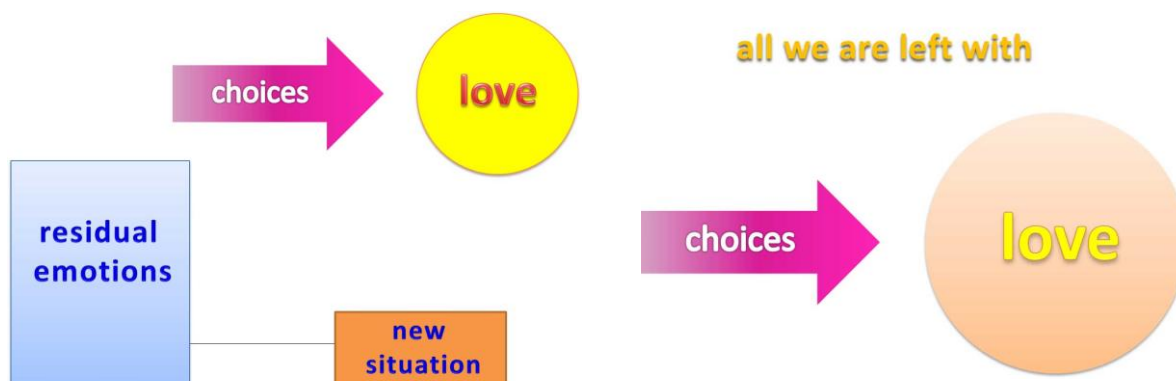 choices
love
residual
emotions
new
situation
all we are left with
choices
love